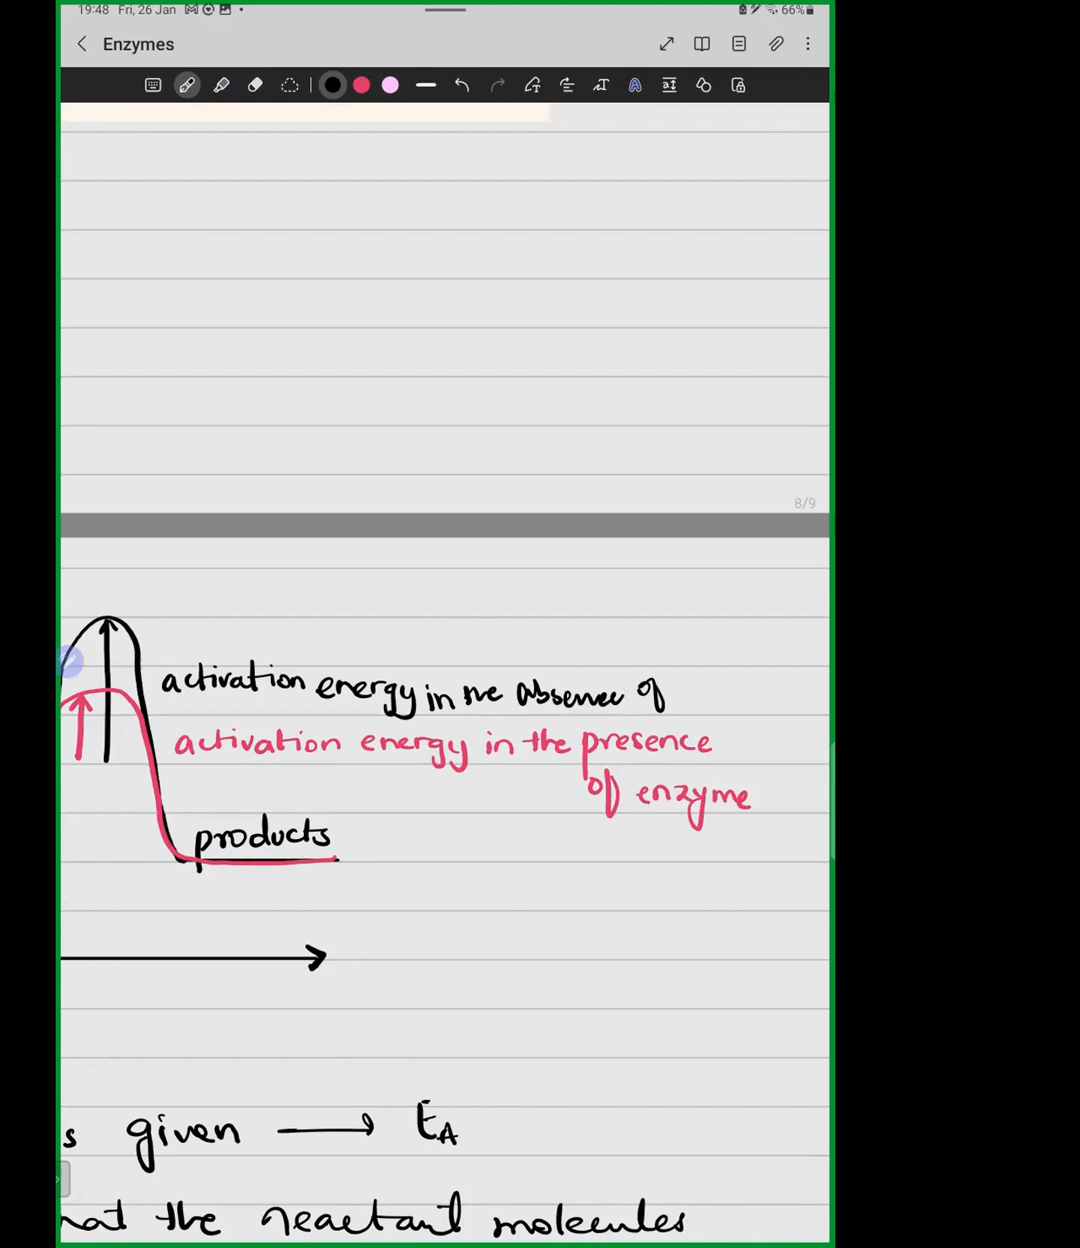 19:48 Fri, 26 Jan
66%
Enzymes
8/9
activation energy in the absence of
activation energy in the presence
of enzyme
products
s given → EA
hat the reactant molecules